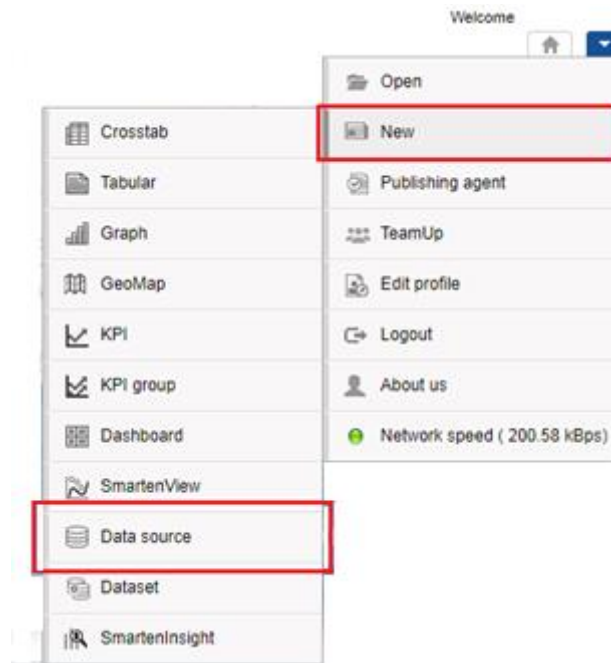 Welcome
Open
New
Publishing agent
TeamUp
Edit profile
Logout
About us
Network speed ( 200.58 kBps)
Crosstab
Tabular
Graph
GeoMap
KPI
KPI group
Dashboard
SmartenView
Data source
Dataset
SmartenInsight